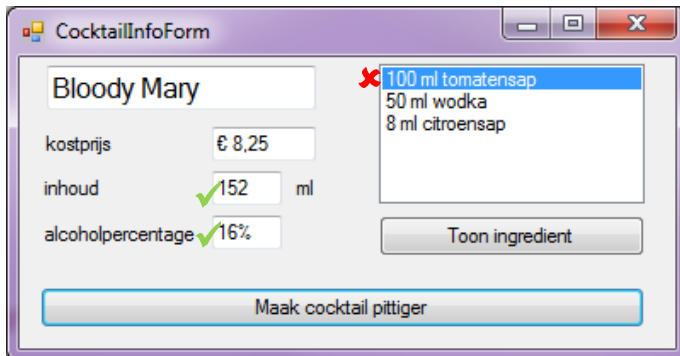 CocktailInfoForm
Bloody Mary
kostprijs
€ 8,25
inhoud
152
ml
alcoholpercentage
16%
100 ml tomatensap
50 ml wodka
8 ml citroensap
Toon ingredient
Maak cocktail pittiger